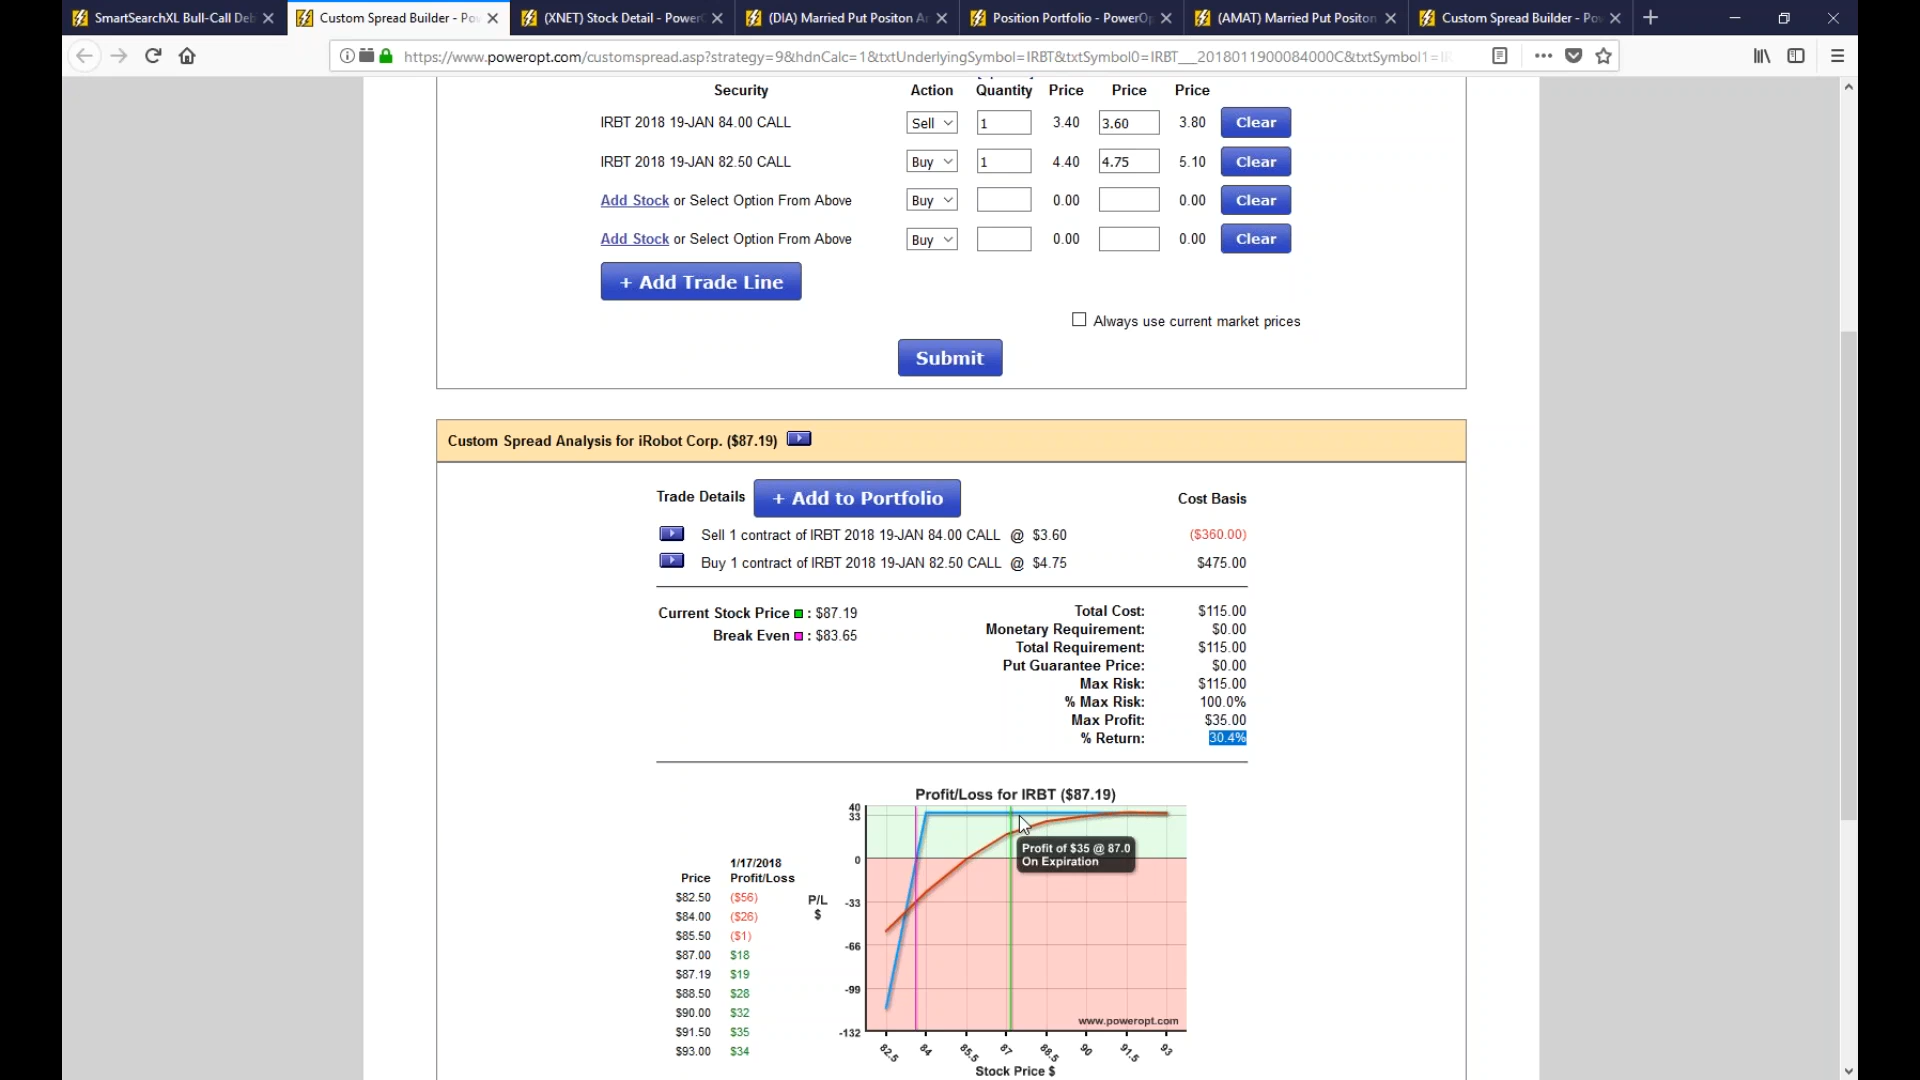 SmartSearchXL Bull-Call Deb
Custom Spread Builder - Pow
(XNET) Stock Detail - PowerO
(DIA) Married Put Positon An
Position Portfolio - PowerOp
(AMAT) Married Put Positon
Custom Spread Builder - Pow
https://www.poweropt.com/customspread.asp?strategy=9&hdnCalc=1&txtUnderlyingSymbol=IRBT&txtSymbol0=IRBT__2018011900084000C&txtSymbol1=IR
Security Action Quantity Price Price Price
IRBT 2018 19-JAN 84.00 CALL Sell 1 3.40 3.60 3.80 Clear
IRBT 2018 19-JAN 82.50 CALL Buy 1 4.40 4.75 5.10 Clear
Add Stock or Select Option From Above Buy 0.00 0.00 Clear
Add Stock or Select Option From Above Buy 0.00 0.00 Clear
+ Add Trade Line
Always use current market prices
Submit
Custom Spread Analysis for iRobot Corp. ($87.19)
Trade Details + Add to Portfolio Cost Basis
Sell 1 contract of IRBT 2018 19-JAN 84.00 CALL @ $3.60 ($360.00)
Buy 1 contract of IRBT 2018 19-JAN 82.50 CALL @ $4.75 $475.00
Current Stock Price : $87.19
Break Even : $83.65
Total Cost: $115.00
Monetary Requirement: $0.00
Total Requirement: $115.00
Put Guarantee Price: $0.00
Max Risk: $115.00
% Max Risk: 100.0%
Max Profit: $35.00
% Return: 30.4%
1/17/2018
Price Profit/Loss
$82.50 ($56)
$84.00 ($26)
$85.50 ($1)
$87.00 $18
$87.19 $19
$88.50 $28
$90.00 $32
$91.50 $35
$93.00 $34
Profit/Loss for IRBT ($87.19)
P/L
$
40
33
0
-33
-66
-99
-132
Profit of $35 @ 87.0
On Expiration
www.poweropt.com
82.5 84 85.5 87 88.5 90 91.5 93
Stock Price $